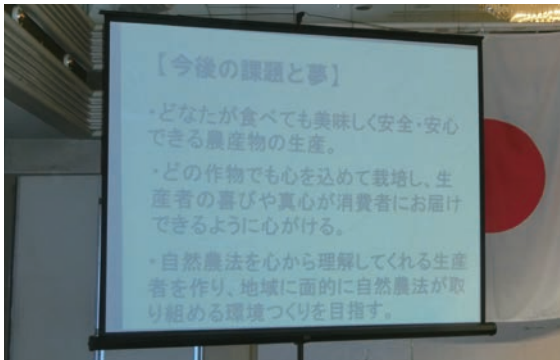 【今後の課題と夢】
・どなたが食べても美味しく安全・安心
できる農産物の生産。
・どの作物でも心を込めて栽培し、生
産者の喜びや真心が消費者にお届け
できるように心がける。
・自然農法を心から理解してくれる生産
者を作り、地域に面的に自然農法が取
り組める環境つくりを目指す。